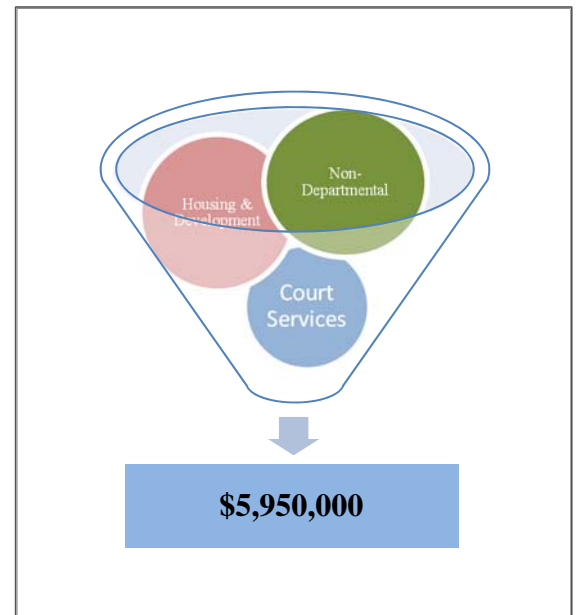 Non-
Departmental
Housing &
Development
Court
Services
$5,950,000